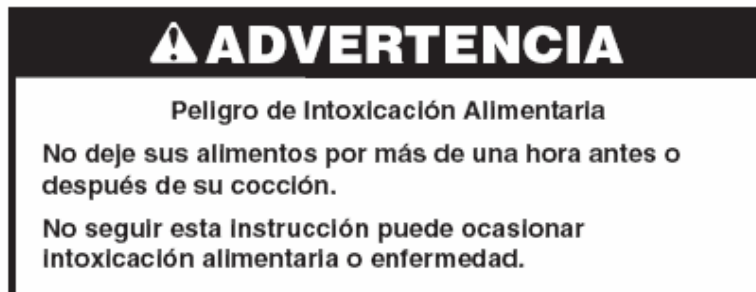 ADVERTENCIA
Peligro de Intoxicación Alimentaria
No deje sus alimentos por más de una hora antes o
después de su cocción.
No seguir esta instrucción puede ocasionar
intoxicación alimentaria o enfermedad.